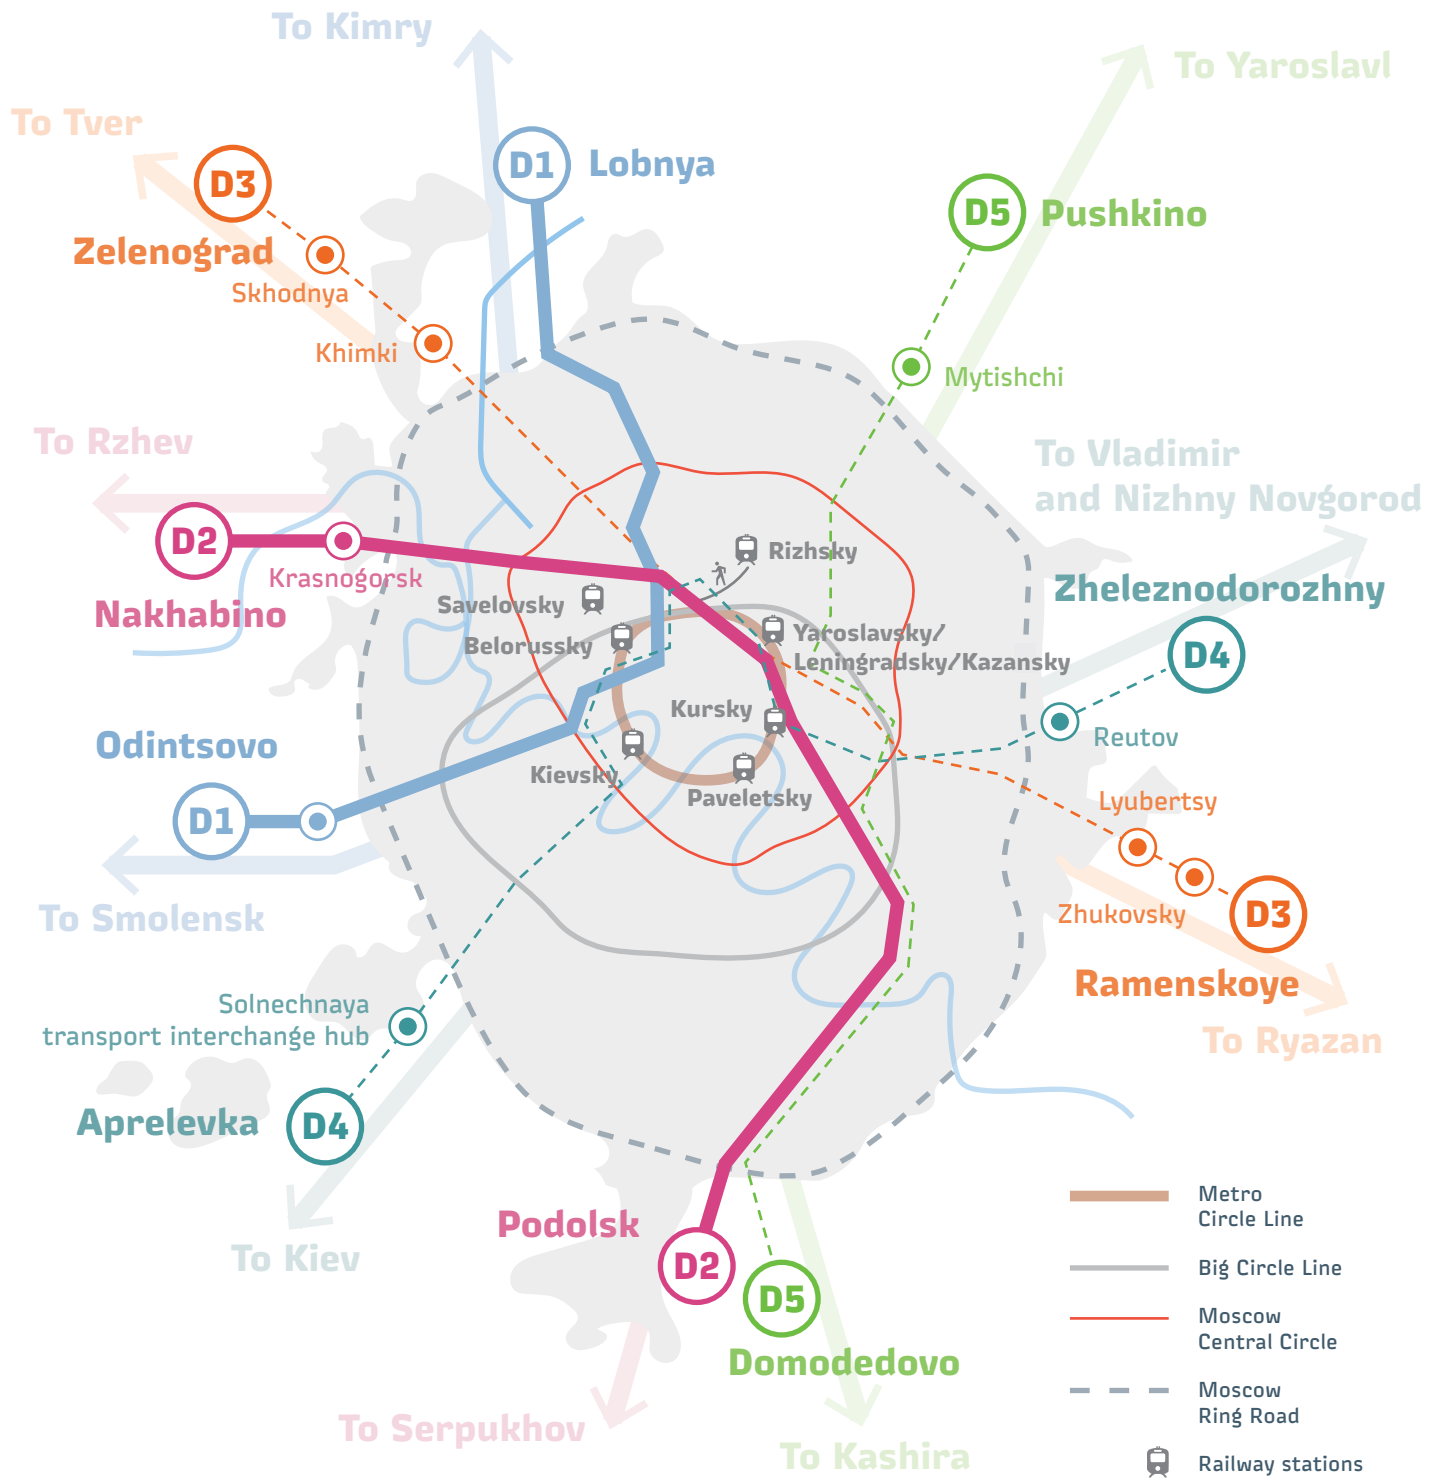 To Kimry
To Yaroslavl
To Tver
D3
D1
Lobnya
D5
Pushkino
Zelenograd
Skhodnya
Khimki
Mytishchi
To Rzhev
To Vladimir
and Nizhny Novgorod
D2
Krasnogorsk
Nakhabino
Rizhsky
Savelovsky
Belorussky
Yaroslavsky/
Leningradsky/Kazansky
Zheleznodorozhny
D4
Reutov
Kursky
Kievsky
Paveletsky
Odintsovo
D1
To Smolensk
Lyubertsy
Zhukovsky
D3
Ramenskoye
To Ryazan
Solnechnaya
transport interchange hub
Aprelevka
D4
To Kiev
Podolsk
D2
D5
Domodedovo
To Serpukhov
To Kashira
Metro
Circle Line
Big Circle Line
Moscow
Central Circle
Moscow
Ring Road
Railway stations